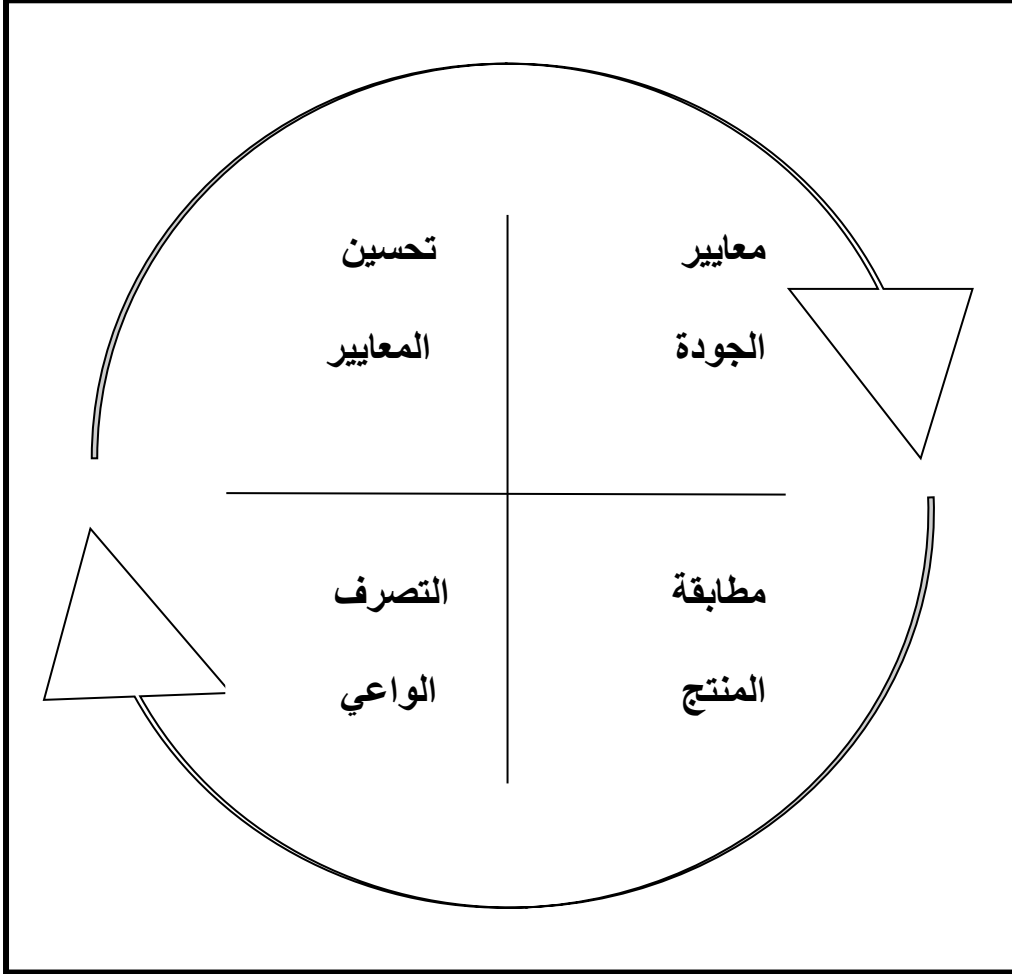 معايير
الجودة
تحسين
المعايير
مطابقة
المنتج
التصرف
الواعي